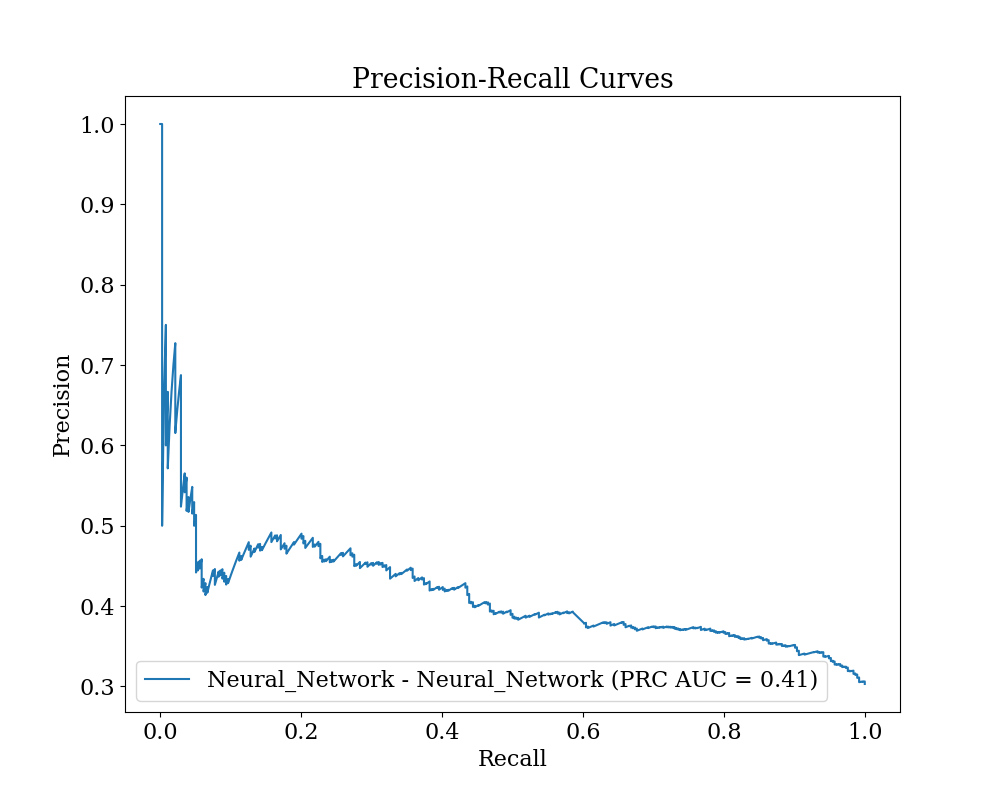 Precision-Recall Curves
Precision
1.0
0.9
0.8
0.7
0.6
0.5
0.4
0.3
Neural_Network - Neural_Network (PRC AUC = 0.41)
0.0 0.2 0.4 0.6 0.8 1.0
Recall